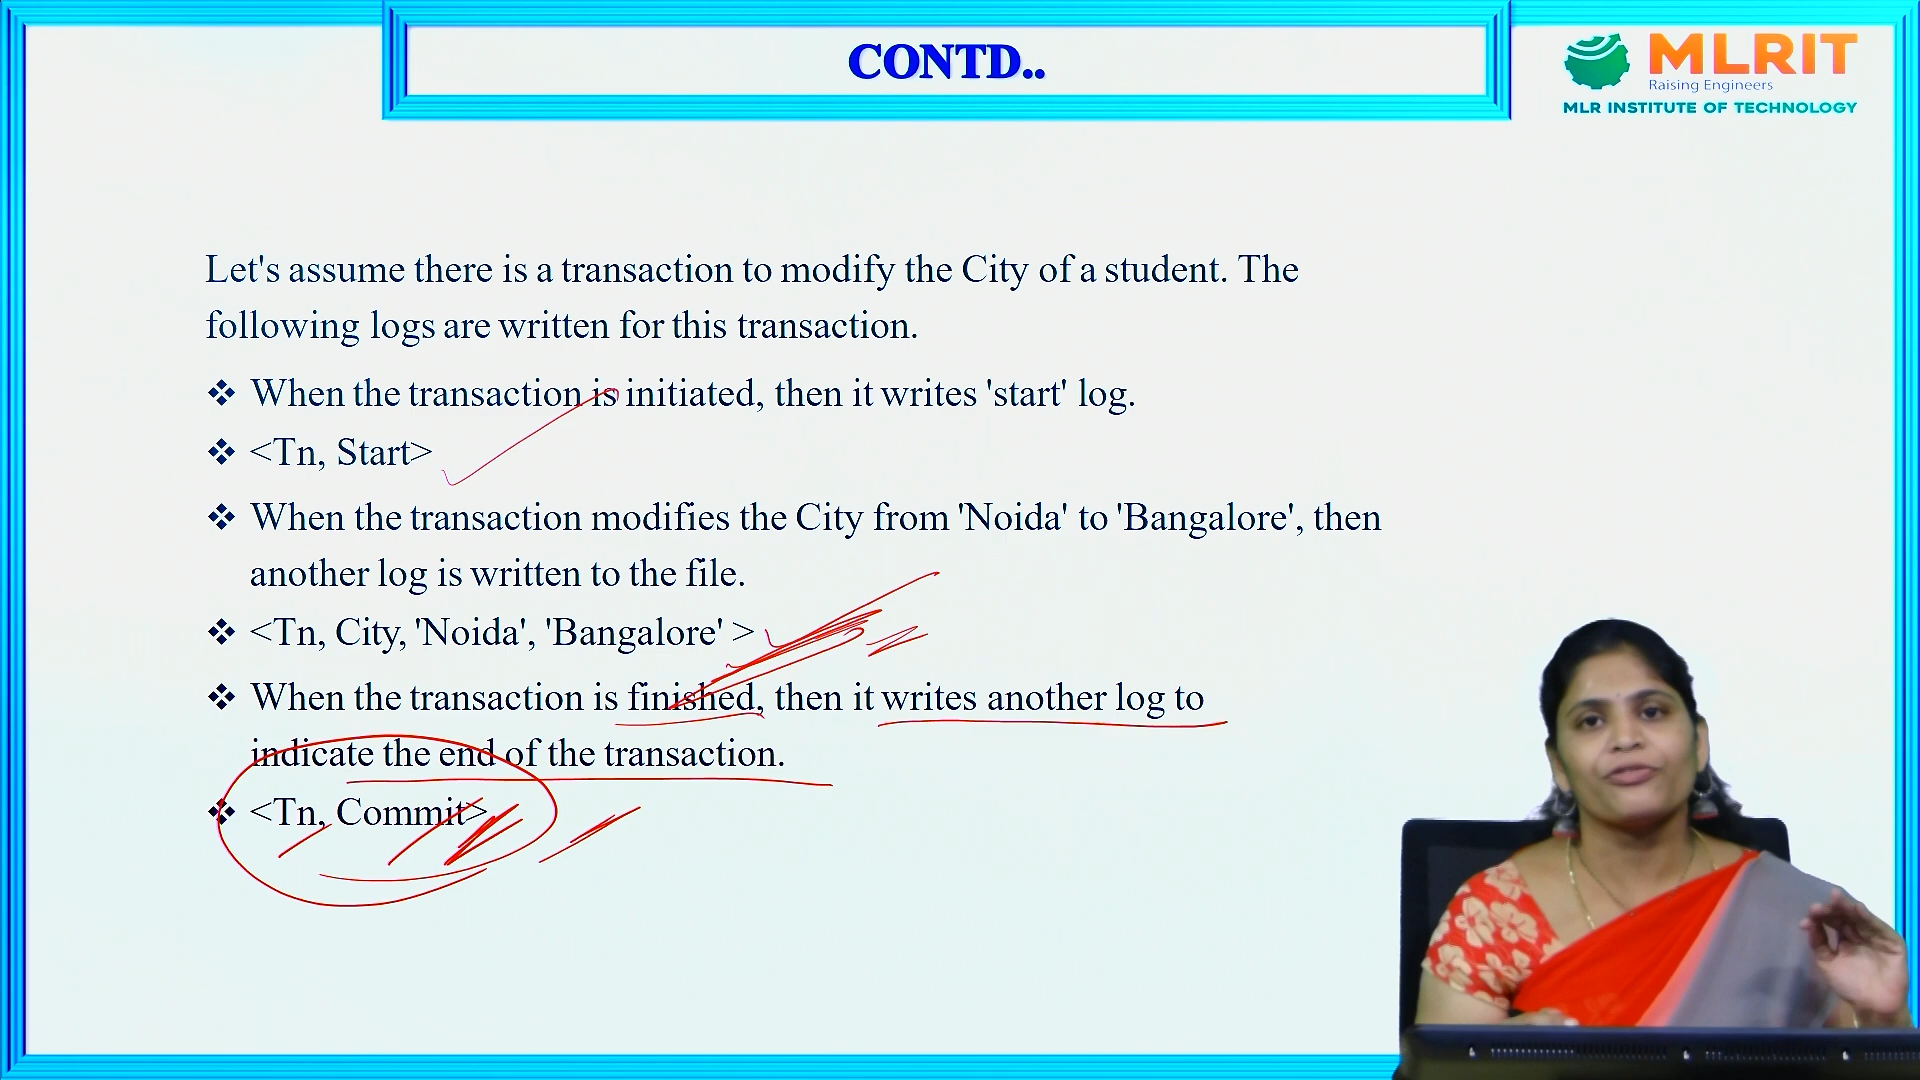 CONTD..
MLRIT
Raising Engineers
MLR INSTITUTE OF TECHNOLOGY
Let's assume there is a transaction to modify the City of a student. The
following logs are written for this transaction.
❖ When the transaction is initiated, then it writes 'start' log.
❖ <Tn, Start>
❖ When the transaction modifies the City from 'Noida' to 'Bangalore', then
another log is written to the file.
❖ <Tn, City, 'Noida', 'Bangalore' >
❖ When the transaction is finished, then it writes another log to
indicate the end of the transaction.
❖ <Tn, Commit>